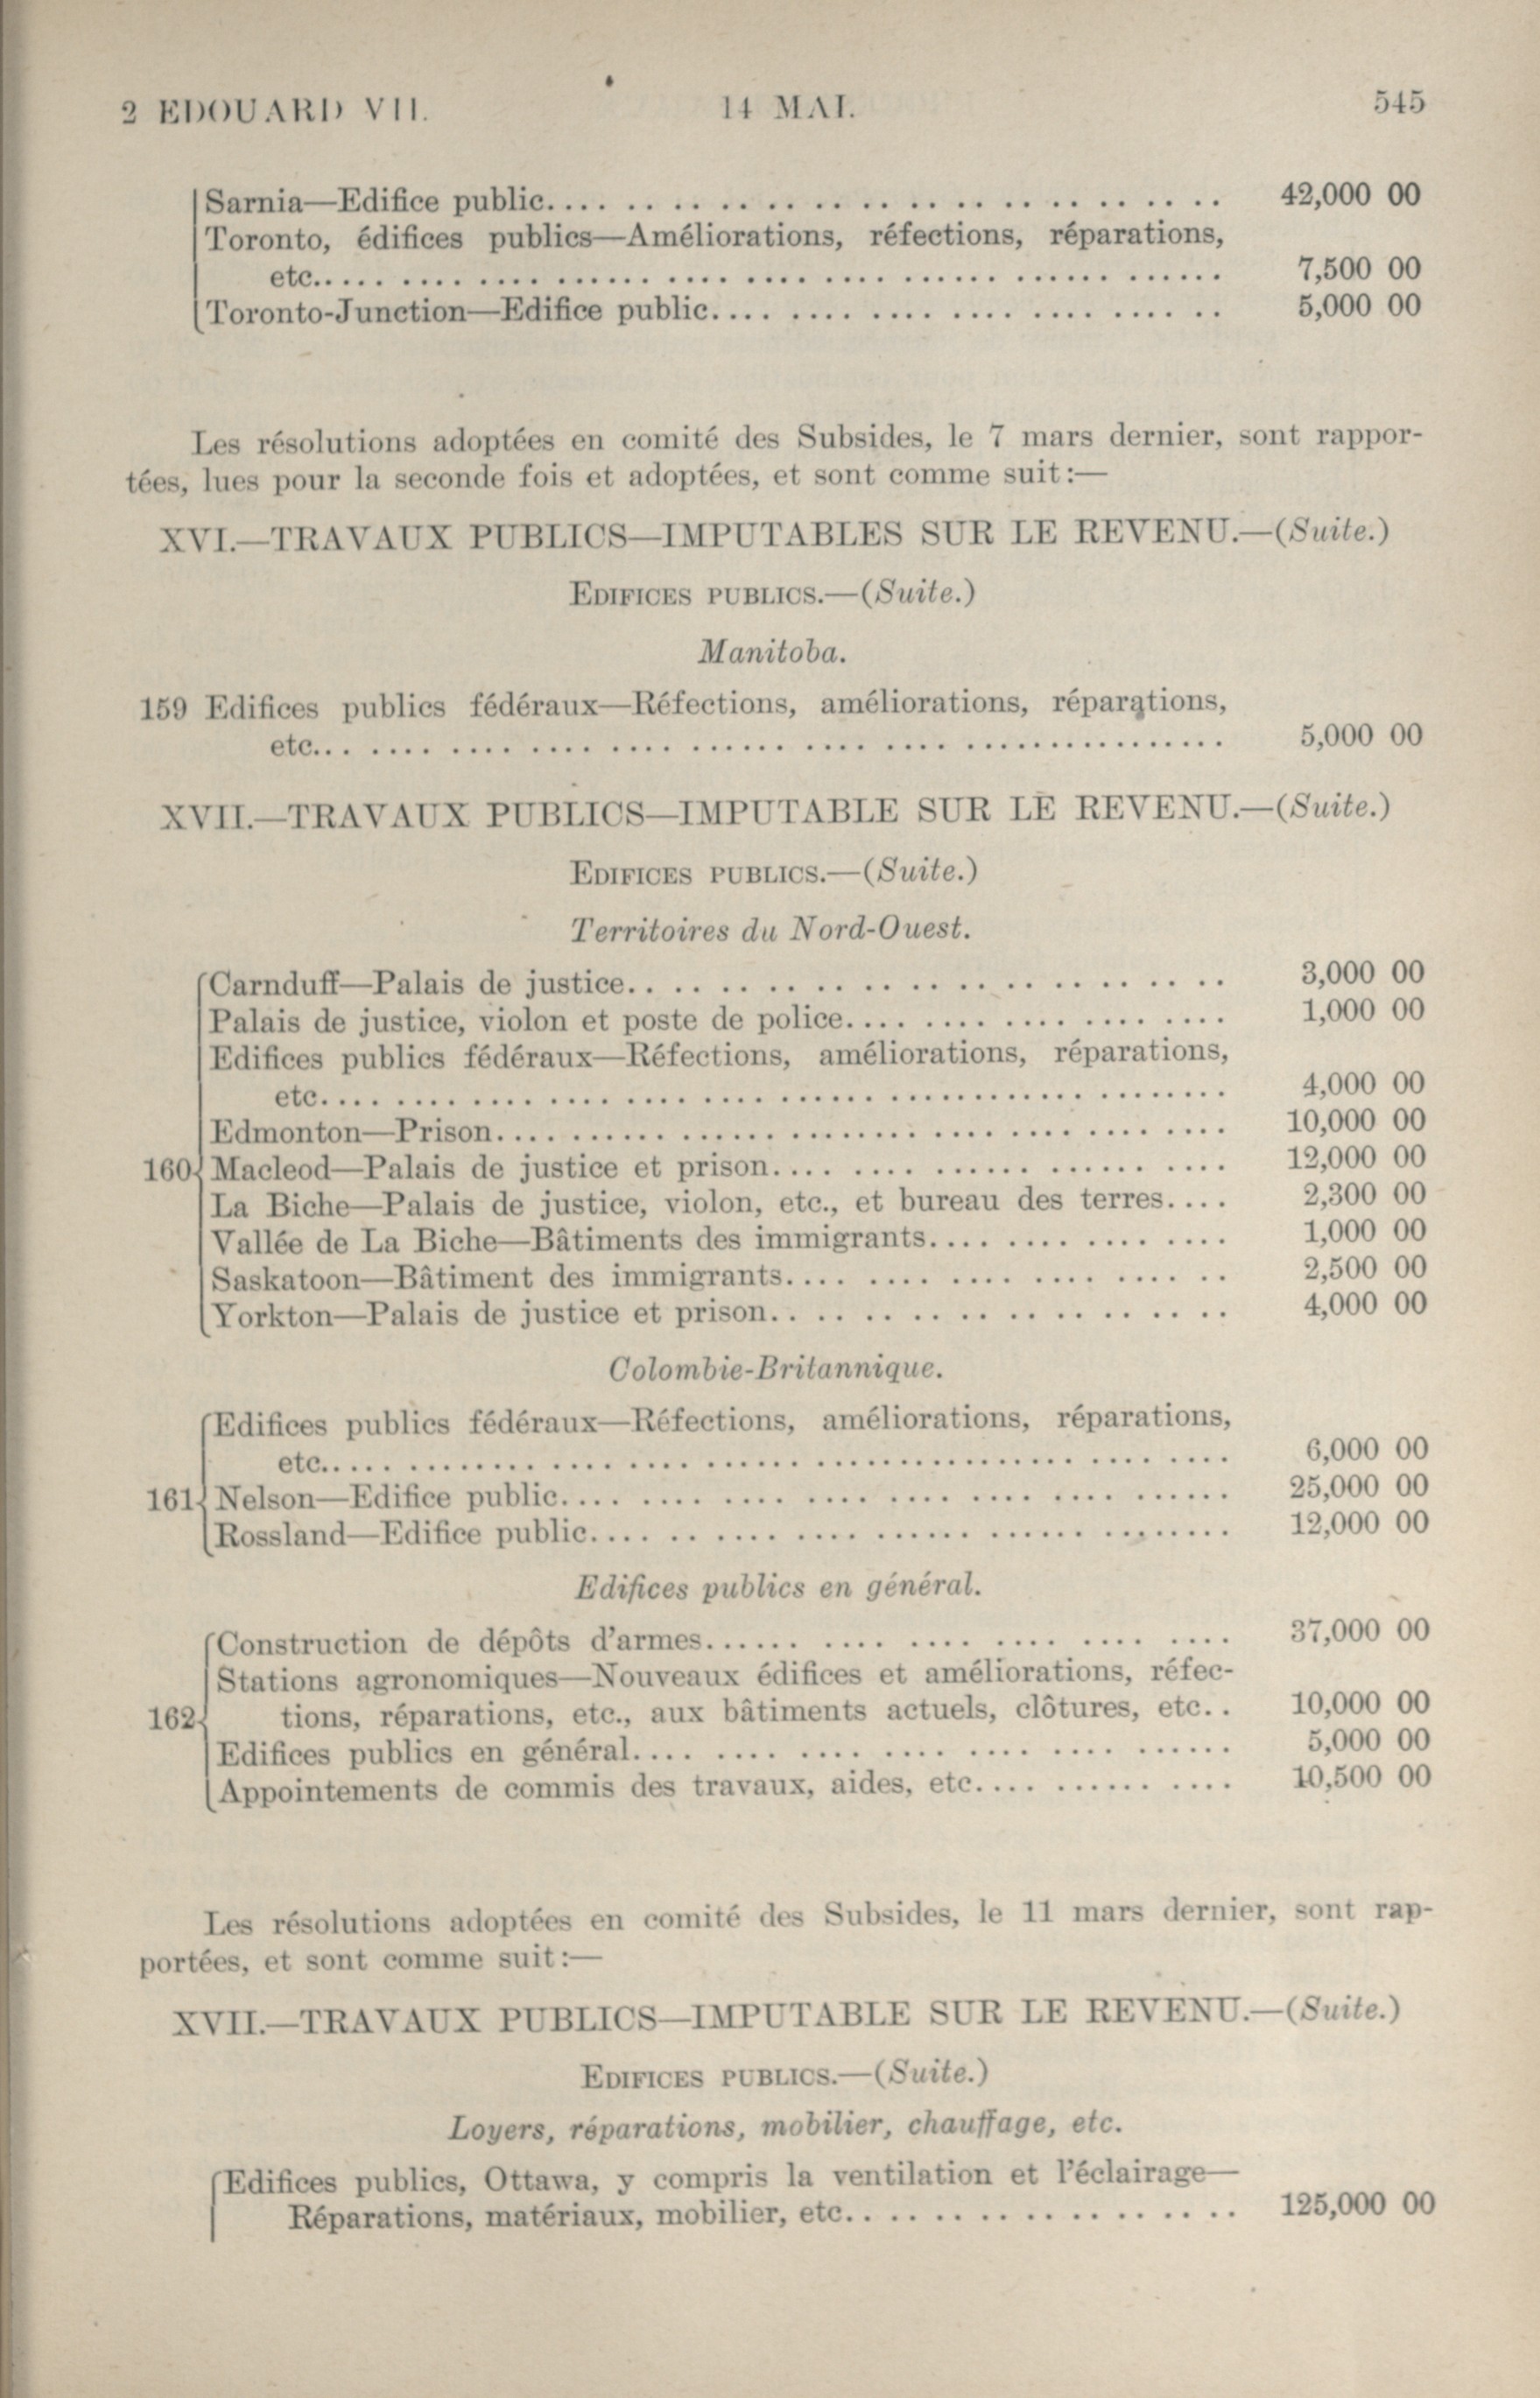 2 EDOUARD VII.
14 MAI.
545
Sarnia—Edifice public.... 42,000 00
Toronto, édifices publics—Améliorations, réfections, réparations,
etc.... 7,500 00
Toronto-Junction—Edifice public.... 5,000 00
Les résolutions adoptées en comité des Subsides, le 7 mars dernier, sont rappor-
tées, lues pour la seconde fois et adoptées, et sont comme suit:—
XVI.—TRAVAUX PUBLICS—IMPUTABLES SUR LE REVENU.—(Suite.)
EDIFICES PUBLICS.—(Suite.)
Manitoba.
159 Edifices publics fédéraux—Réfections, améliorations, réparations,
etc.... 5,000 00
XVII.—TRAVAUX PUBLICS—IMPUTABLE SUR LE REVENU.—(Suite.)
EDIFICES PUBLICS.—(Suite.)
Territoires du Nord-Ouest.
Carnduff—Palais de justice.... 3,000 00
Palais de justice, violon et poste de police.... 1,000 00
Edifices publics fédéraux—Réfections, améliorations, réparations,
etc.... 4,000 00
Edmonton—Prison.... 10,000 00
160 Macleod—Palais de justice et prison.... 12,000 00
La Biche—Palais de justice, violon, etc., et bureau des terres.... 2,300 00
Vallée de La Biche—Bâtiments des immigrants.... 1,000 00
Saskatoon—Bâtiment des immigrants.... 2,500 00
Yorkton—Palais de justice et prison.... 4,000 00
Colombie-Britannique.
Edifices publics fédéraux—Réfections, améliorations, réparations,
etc.... 6,000 00
161 Nelson—Edifice public.... 25,000 00
Rossland—Edifice public.... 12,000 00
Edifices publics en général.
Construction de dépôts d'armes.... 37,000 00
Stations agronomiques—Nouveaux édifices et améliorations, réfec-
162 tions, réparations, etc., aux bâtiments actuels, clôtures, etc.. 10,000 00
Edifices publics en général.... 5,000 00
Appointements de commis des travaux, aides, etc.... 10,500 00
Les résolutions adoptées en comité des Subsides, le 11 mars dernier, sont rap-
portées, et sont comme suit:—
XVII.—TRAVAUX PUBLICS—IMPUTABLE SUR LE REVENU.—(Suite.)
EDIFICES PUBLICS.—(Suite.)
Loyers, réparations, mobilier, chauffage, etc.
Edifices publics, Ottawa, y compris la ventilation et l'éclairage—
Réparations, matériaux, mobilier, etc.... 125,000 00